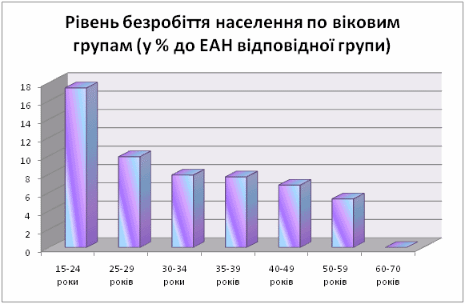 Рівень безробіття населення по віковим
групам (у % до ЕАН відповідної групи)
18
16
14
12
10
8
6
4
2
0
15-24 25-29 30-34 35-39 40-49 50-59 60-70
роки років роки років років років років